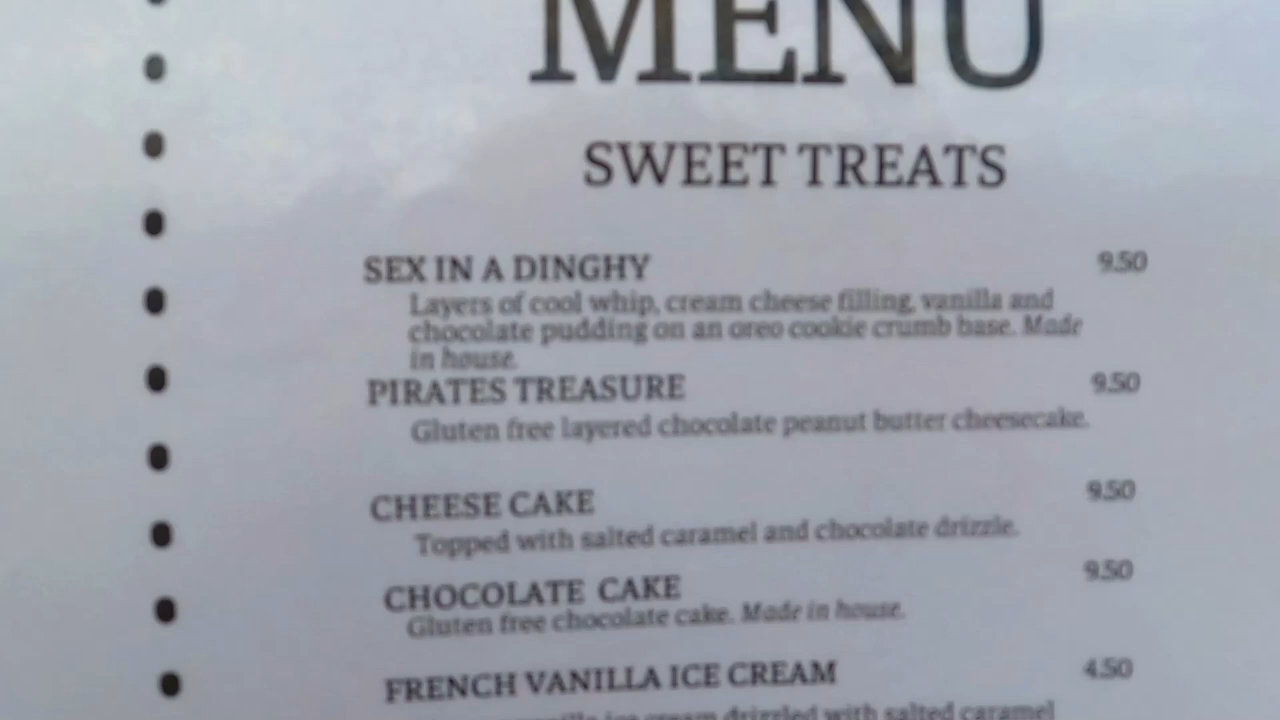 MENU
SWEET TREATS
SEX IN A DINGHY 9.50
Layers of cool whip, cream cheese filling, vanilla and
chocolate pudding on an oreo cookie crumb base. Made
in house.
PIRATES TREASURE 9.50
Gluten free layered chocolate peanut butter cheesecake.
CHEESE CAKE 9.50
Topped with salted caramel and chocolate drizzle.
CHOCOLATE CAKE 9.50
Gluten free chocolate cake. Made in house.
FRENCH VANILLA ICE CREAM 4.50
vanilla ice cream drizzled with salted caramel